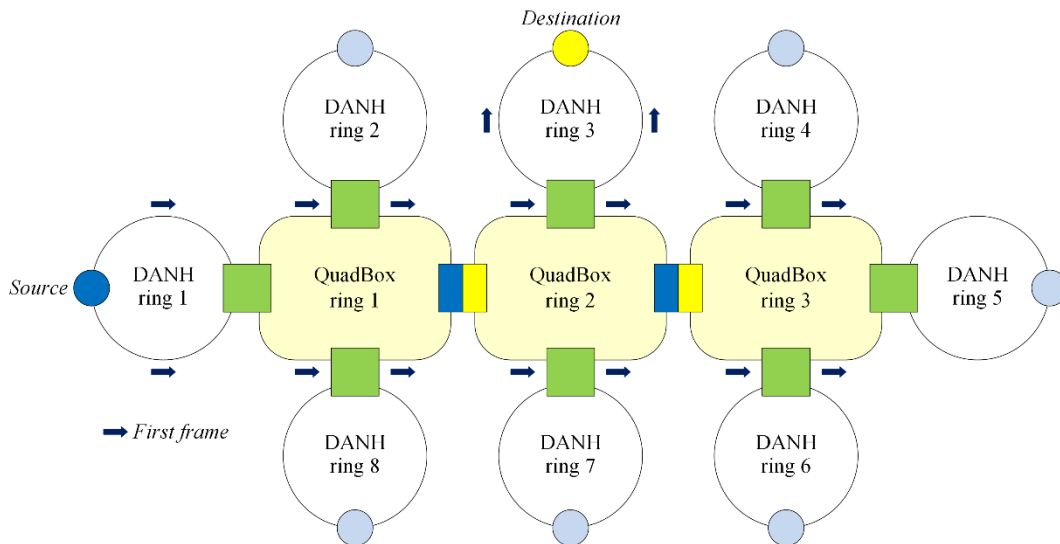 Destination
DANH
ring 2
DANH
ring 3
DANH
ring 4
Source
DANH
ring 1
QuadBox
ring 1
QuadBox
ring 2
QuadBox
ring 3
DANH
ring 5
First frame
DANH
ring 8
DANH
ring 7
DANH
ring 6